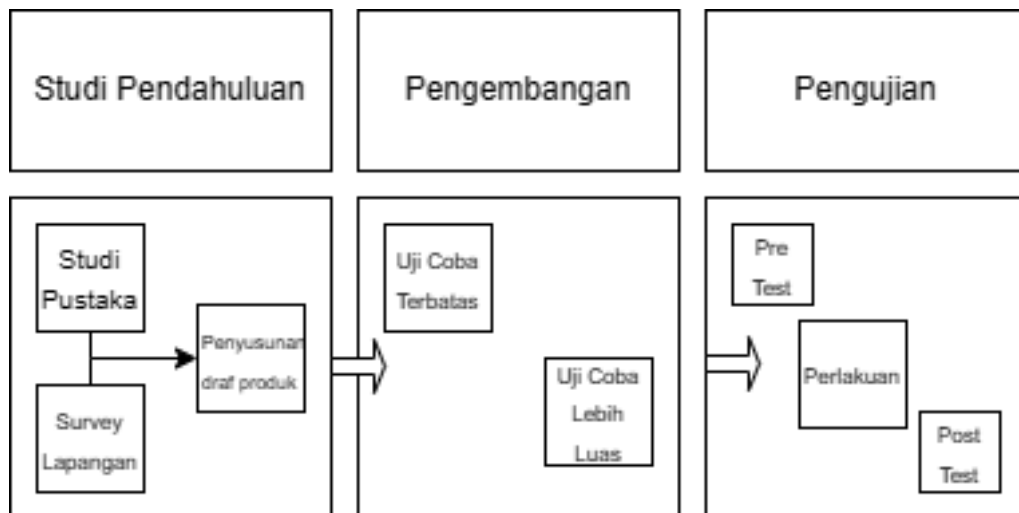 Studi Pendahuluan
Pengembangan
Pengujian
Studi
Pustaka
Survey
Lapangan
Penyusunan
draf produk
Uji Coba
Terbatas
Uji Coba
Lebih
Luas
Pre
Test
Perlakuan
Post
Test